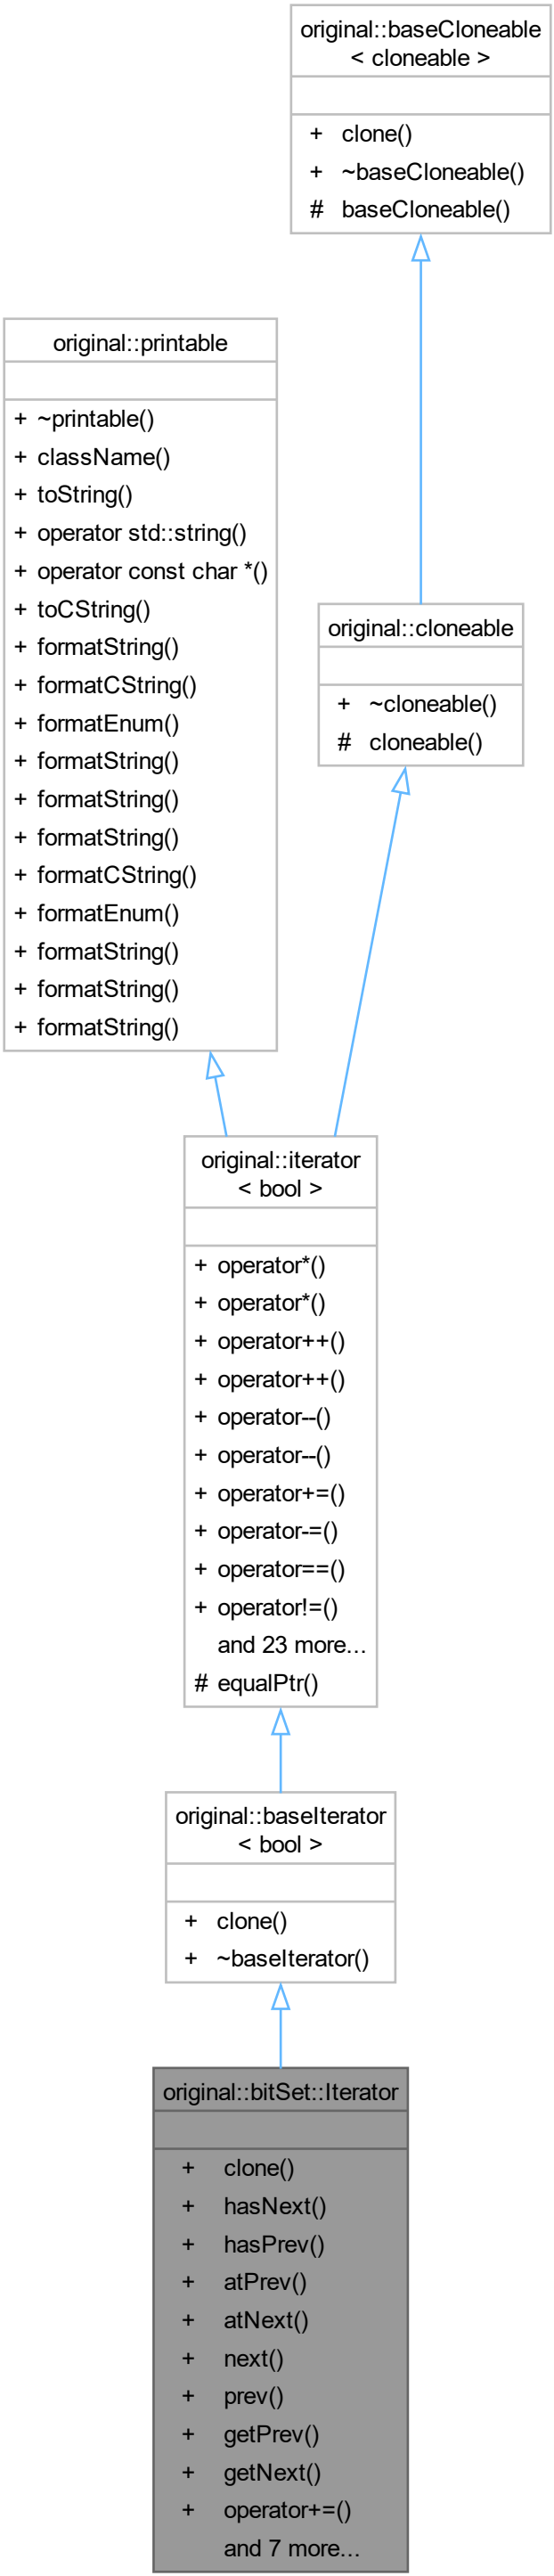 original::baseCloneable
< cloneable >
+ clone()
+ ~baseCloneable()
# baseCloneable()
original::printable
+ ~printable()
+ className()
+ toString()
+ operator std::string()
+ operator const char *()
+ toCString()
+ formatString()
+ formatCString()
+ formatEnum()
+ formatString()
+ formatString()
+ formatString()
+ formatCString()
+ formatEnum()
+ formatString()
+ formatString()
+ formatString()
original::cloneable
+ ~cloneable()
# cloneable()
original::iterator
< bool >
+ operator*()
+ operator*()
+ operator++()
+ operator++()
+ operator--()
+ operator--()
+ operator+=()
+ operator-=()
+ operator==()
+ operator!=()
and 23 more...
# equalPtr()
original::baseIterator
< bool >
+ clone()
+ ~baseIterator()
original::bitSet::Iterator
+ clone()
+ hasNext()
+ hasPrev()
+ atPrev()
+ atNext()
+ next()
+ prev()
+ getPrev()
+ getNext()
+ operator+=()
and 7 more...